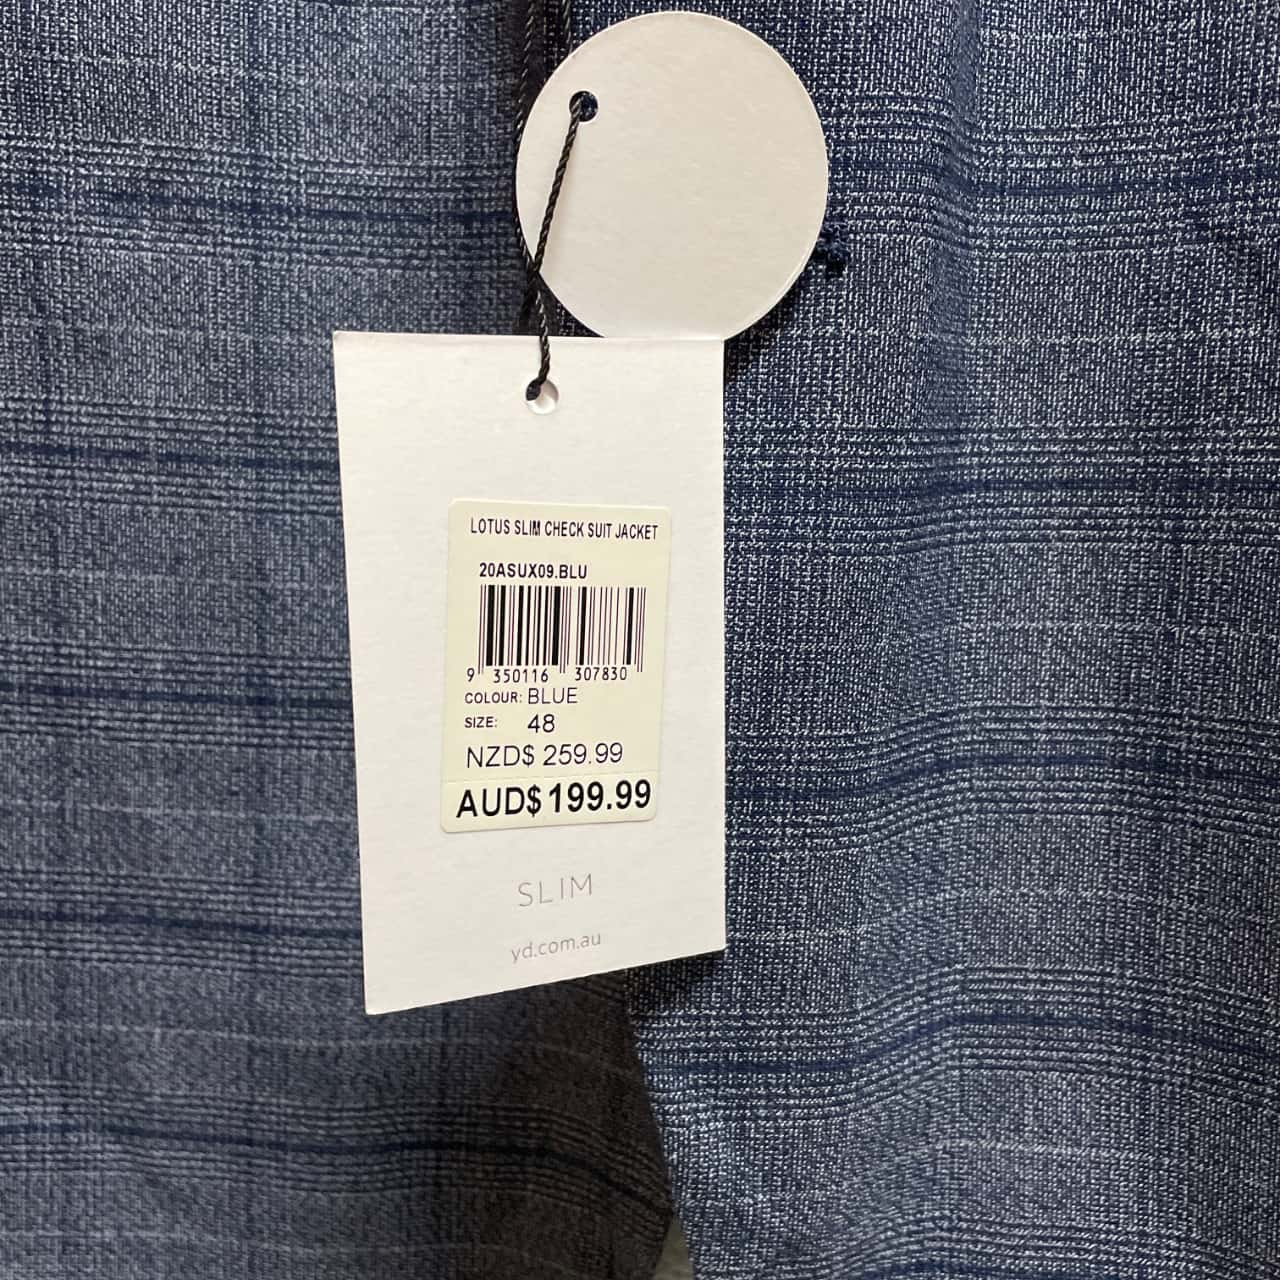 LOTUS SLIM CHECK SUIT JACKET
20ASUX09.BLU
9 350116 307830
COLOUR: BLUE
SIZE: 48
NZD$ 259.99
AUD$ 199.99
SLIM
yd.com.au